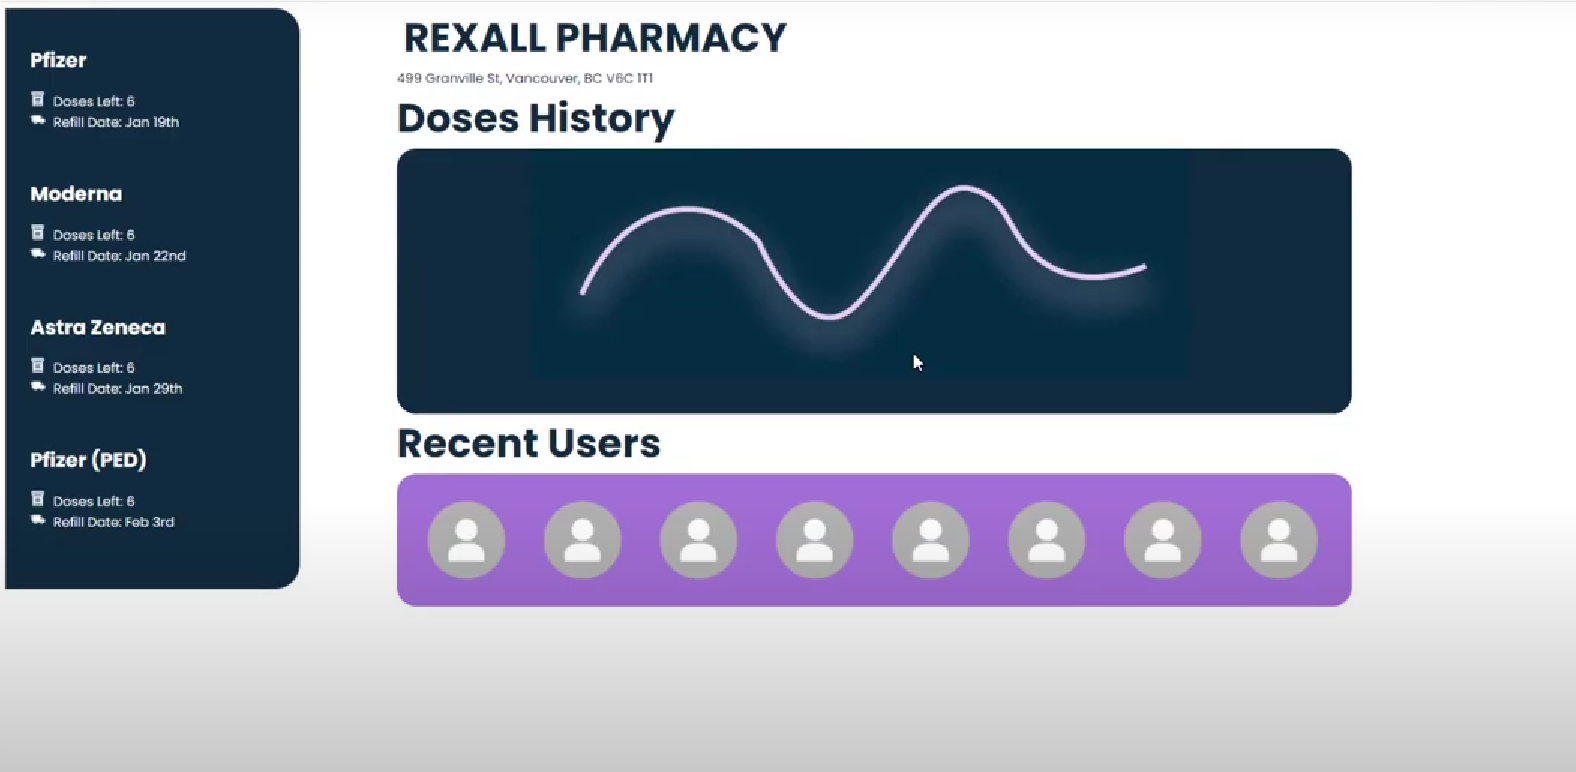 Pfizer
Doses Left: 6
Refill Date: Jan 19th
Moderna
Doses Left: 6
Refill Date: Jan 22nd
Astra Zeneca
Doses Left: 6
Refill Date: Jan 29th
Pfizer (PED)
Doses Left: 6
Refill Date: Feb 3rd
REXALL PHARMACY
499 Granville St, Vancouver, BC V6C 1T1
Doses History
Recent Users